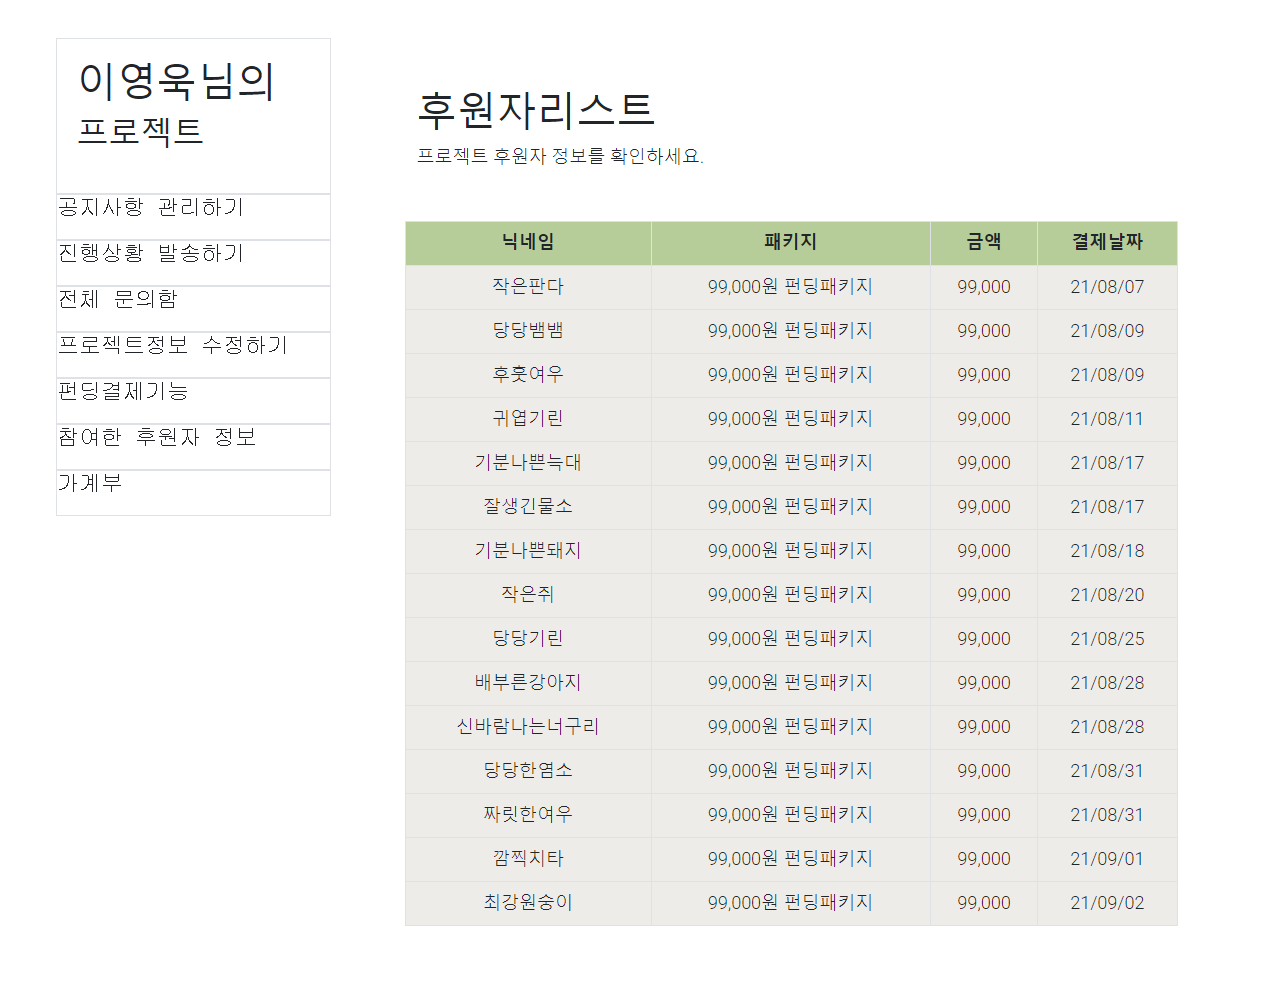 이영욱님의
프로젝트
공지사항 관리하기
진행상황 발송하기
전체 문의함
프로젝트정보 수정하기
펀딩결제기능
참여한 후원자 정보
가계부
후원자리스트
프로젝트 후원자 정보를 확인하세요.
닉네임 패키지 금액 결제날짜
작은판다 99,000원 펀딩패키지 99,000 21/08/07
당당뱀뱀 99,000원 펀딩패키지 99,000 21/08/09
후훗여우 99,000원 펀딩패키지 99,000 21/08/09
귀엽기린 99,000원 펀딩패키지 99,000 21/08/11
기분나쁜늑대 99,000원 펀딩패키지 99,000 21/08/17
잘생긴물소 99,000원 펀딩패키지 99,000 21/08/17
기분나쁜돼지 99,000원 펀딩패키지 99,000 21/08/18
작은쥐 99,000원 펀딩패키지 99,000 21/08/20
당당기린 99,000원 펀딩패키지 99,000 21/08/25
배부른강아지 99,000원 펀딩패키지 99,000 21/08/28
신바람나는너구리 99,000원 펀딩패키지 99,000 21/08/28
당당한염소 99,000원 펀딩패키지 99,000 21/08/31
짜릿한여우 99,000원 펀딩패키지 99,000 21/08/31
깜찍치타 99,000원 펀딩패키지 99,000 21/09/01
최강원숭이 99,000원 펀딩패키지 99,000 21/09/02